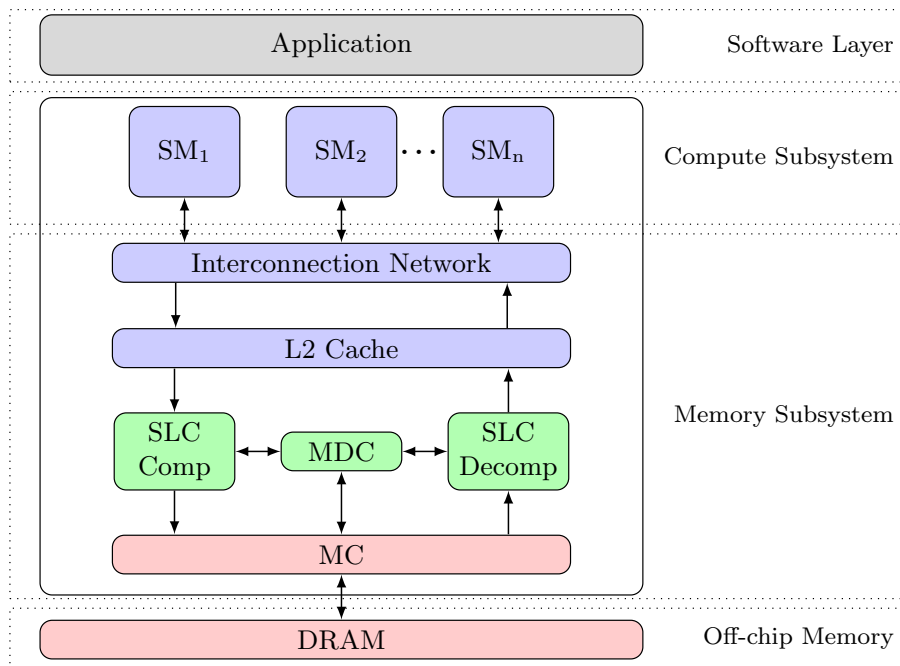 Application
Software Layer
SM₁
SM₂
...
SMₙ
Compute Subsystem
Interconnection Network
L2 Cache
Memory Subsystem
SLC
Comp
MDC
SLC
Decomp
MC
DRAM
Off-chip Memory